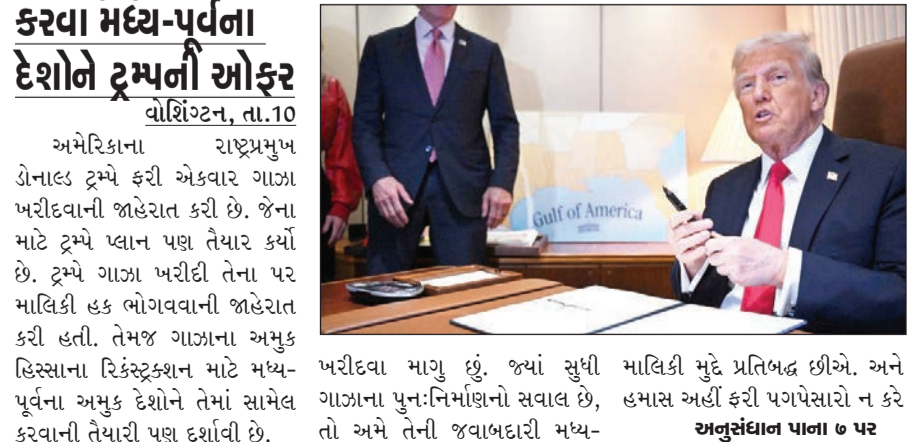 કરવા મધ્ય-પૂર્વના
દેશોને ટ્રમ્પની ઓફર
વોશિંગ્ટન, તા.10
અમેરિકાના રાષ્ટ્રપ્રમુખ
ડોનાલ્ડ ટ્રમ્પે ફરી એકવાર ગાઝા
ખરીદવાની જાહેરાત કરી છે. જેના
માટે ટ્રમ્પે પ્લાન પણ તૈયાર કર્યો
છે. ટ્રમ્પે ગાઝા ખરીદી તેના પર
માલિકી હક ભોગવવાની જાહેરાત
કરી હતી. તેમજ ગાઝાના અમુક
હિસ્સાના રિકંસ્ટ્રક્શન માટે મધ્ય-
પૂર્વના અમુક દેશોને તેમાં સામેલ
કરવાની તૈયારી પણ દર્શાવી છે.
Gulf of America
ખરીદવા માગુ છું. જ્યાં સુધી
ગાઝાના પુનઃનિર્માણનો સવાલ છે,
તો અમે તેની જવાબદારી મધ્ય-
માલિકી મુદ્દે પ્રતિબદ્ધ છીએ. અને
હમાસ અહીં ફરી પગપેસારો ન કરે
અનુસંધાન પાના ૭ પર